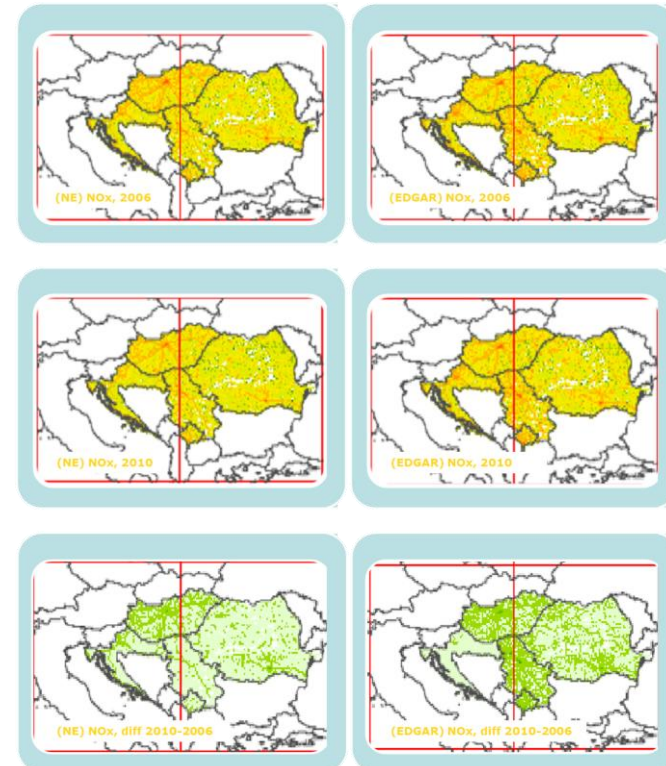 (NE) NOx, 2006
(EDGAR) NOx, 2006
(NE) NOx, 2010
(EDGAR) NOx, 2010
(NE) NOx, diff 2010-2006
(EDGAR) NOx, diff 2010-2006